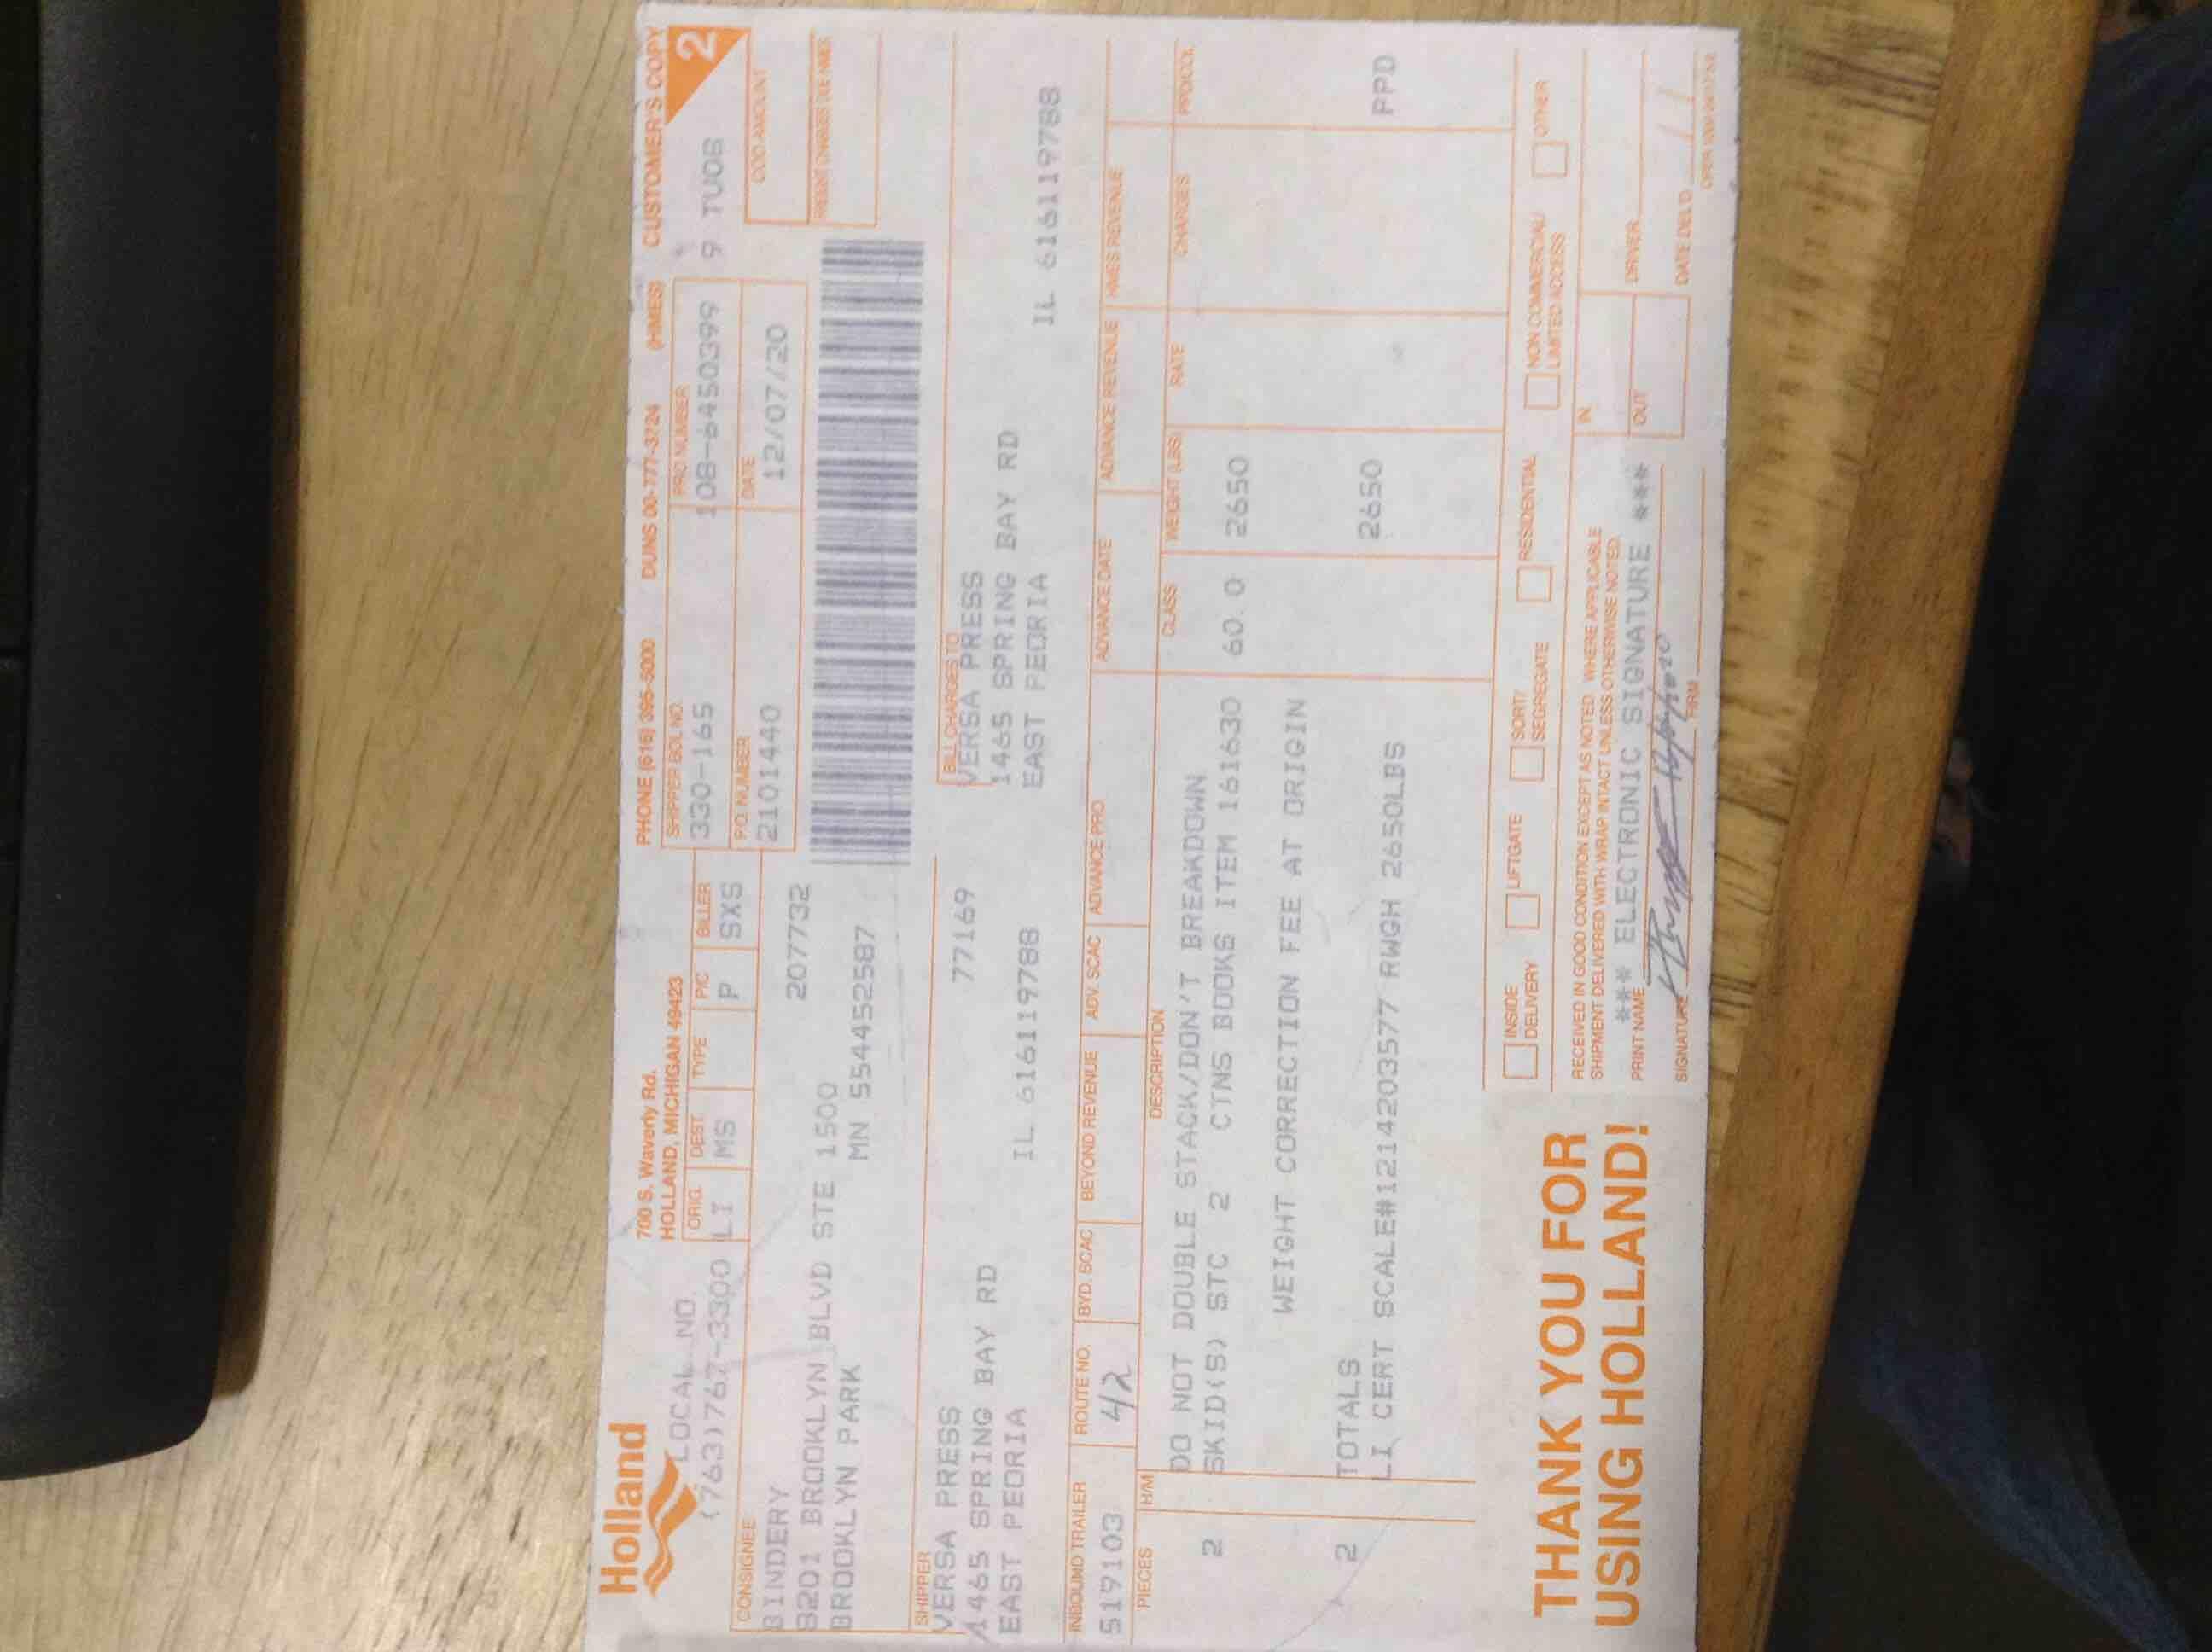 Holland
700 S. Waverly Rd.
HOLLAND, MICHIGAN 49423
PHONE (616) 395-5000 DUNS 00-777-3724 (HMES) CUSTOMER'S COPY 2
LOCAL NO.
(763)767-3300
ORIG DEST TYPE P/C BILLER
LI MS P SXS
SHIPPER BOL NO. PRO NUMBER
330-165 108-6450399 9 TUOS
P.O. NUMBER DATE
2101440 12/07/20
COD AMOUNT
CONSIGNEE
BINDERY 2077732
8201 BROOKLYN BLVD STE 1500
BROOKLYN PARK MN 554452587
SHIPPER BILL CHARGES TO
VERSA PRESS 77169 VERSA PRESS
1465 SPRING BAY RD 1465 SPRING BAY RD
EAST PEORIA IL 616119788 EAST PEORIA IL 616119788
INBOUND TRAILER ROUTE NO. BYD. SCAC BEYOND REVENUE ADV. SCAC ADVANCE PRO ADVANCE DATE ADVANCE REVENUE HMES REVENUE
519103 42
PIECES H/M DESCRIPTION CLASS WEIGHT (LBS) RATE CHARGES PPD/COL
DO NOT DOUBLE STACK/DON'T BREAKDOWN
2 SKID(S) STC 2 CTNS BOOKS ITEM 161630 60.0 2650
WEIGHT CORRECTION FEE AT ORIGIN
2 TOTALS 2650 PPD
LI CERT SCALE#1214203577 RWGH 2650LBS
THANK YOU FOR
USING HOLLAND!
INSIDE DELIVERY LIFTGATE SORT/ SEGREGATE RESIDENTIAL NON COMMERCIAL/ LIMITED ACCESS OTHER
RECEIVED IN GOOD CONDITION EXCEPT AS NOTED. WHERE APPLICABLE
SHIPMENT DELIVERED WITH WRAP INTACT UNLESS OTHERWISE NOTED.
PRINT NAME *** ELECTRONIC SIGNATURE ***
IN
OUT
DRIVER
SIGNATURE
FIRM
DATE DEL'D